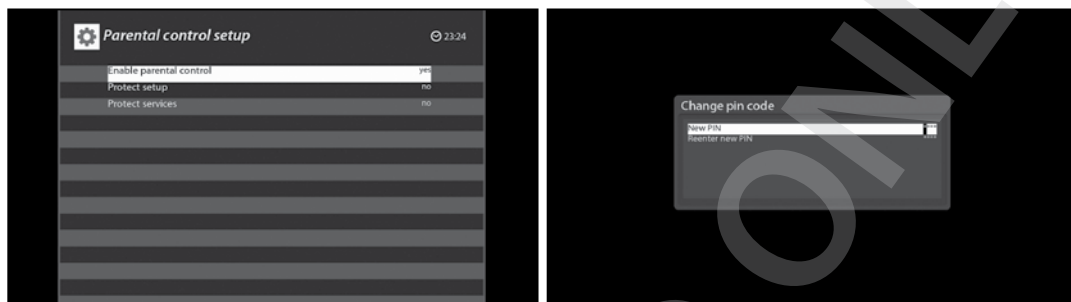 Parental control setup 23:24
Enable parental control yes
Protect setup no
Protect services no
Change pin code
New PIN ****
Reenter new PIN ****